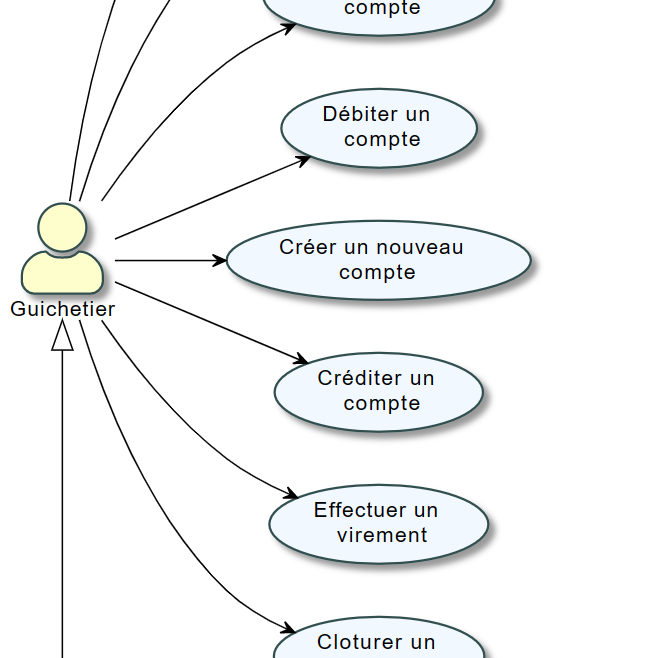 compte
Débiter un
compte
Créer un nouveau
compte
Guichetier
Créditer un
compte
Effectuer un
virement
Cloturer un